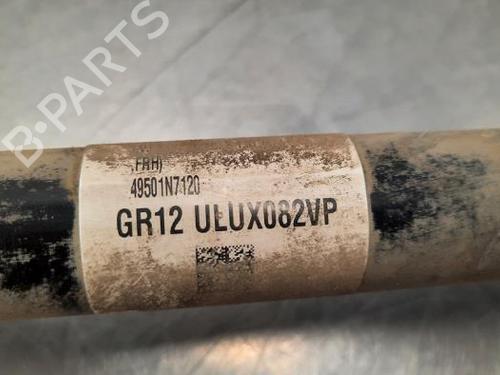 B-PARTS
FRH)
49501N7120
GR12 ULUX082VP